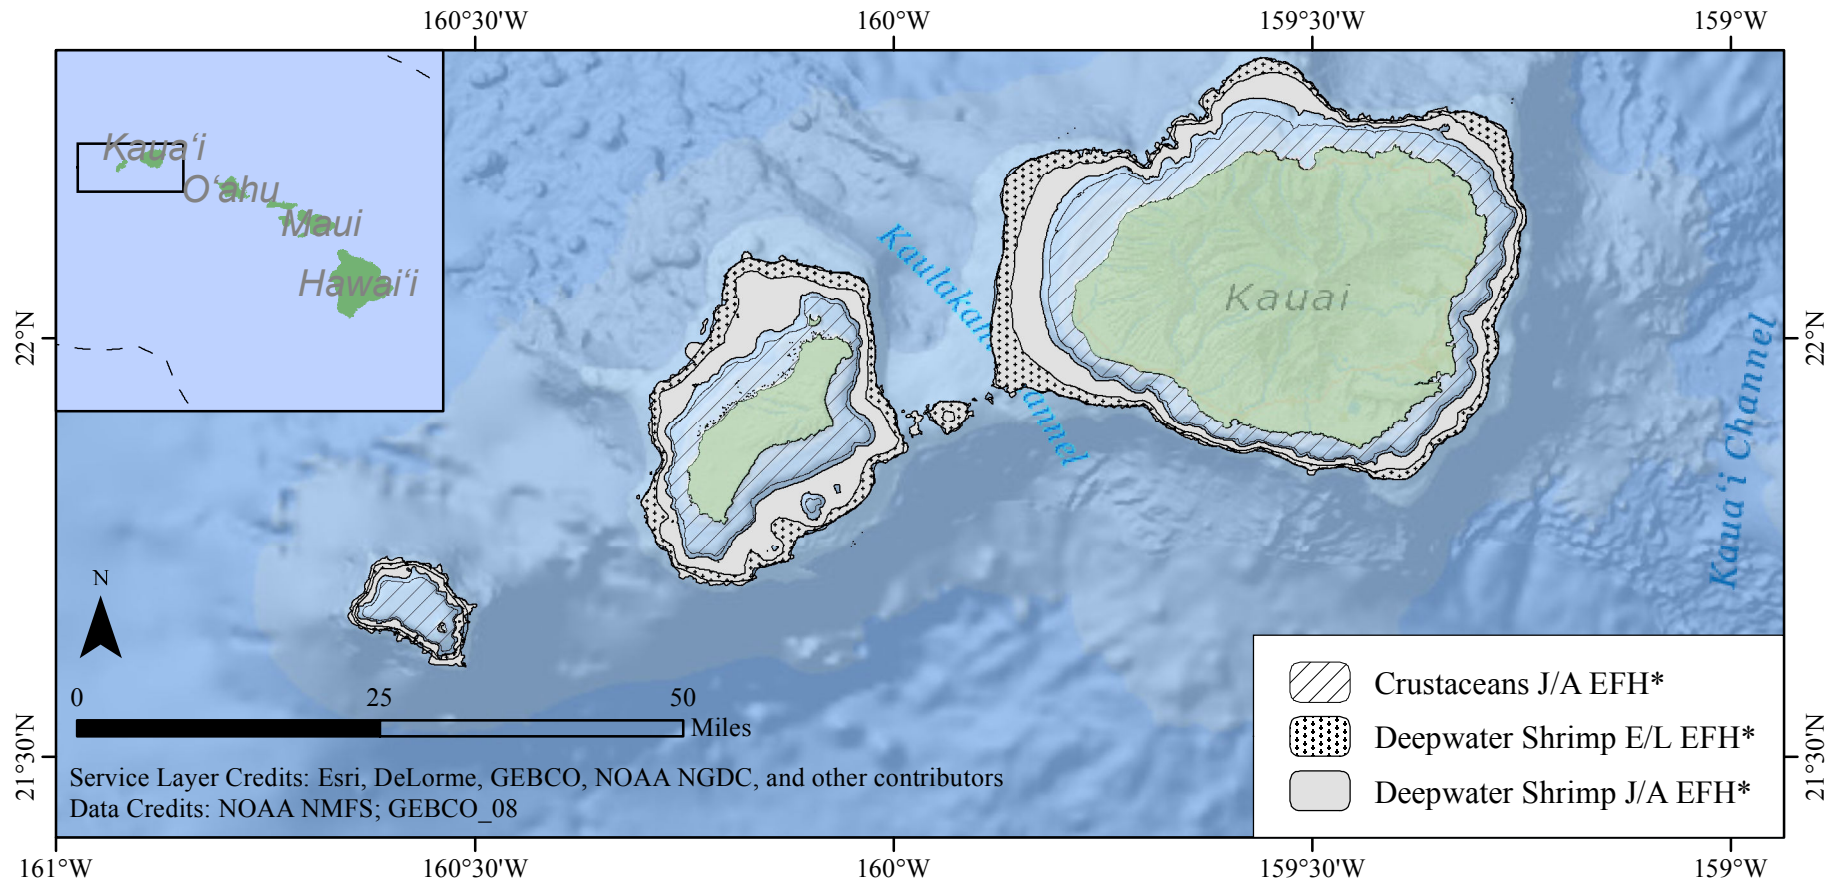 160°30'W 160°W 159°30'W 159°W
Kaua‘i
O‘ahu
Maui
Hawai‘i
Kauai
Kaua‘i Channel
22°N 22°N
N
0 25 50
Miles
Service Layer Credits: Esri, DeLorme, GEBCO, NOAA NGDC, and other contributors
Data Credits: NOAA NMFS; GEBCO_08
Crustaceans J/A EFH*
Deepwater Shrimp E/L EFH*
Deepwater Shrimp J/A EFH*
21°30'N 21°30'N
161°W 160°30'W 160°W 159°30'W 159°W